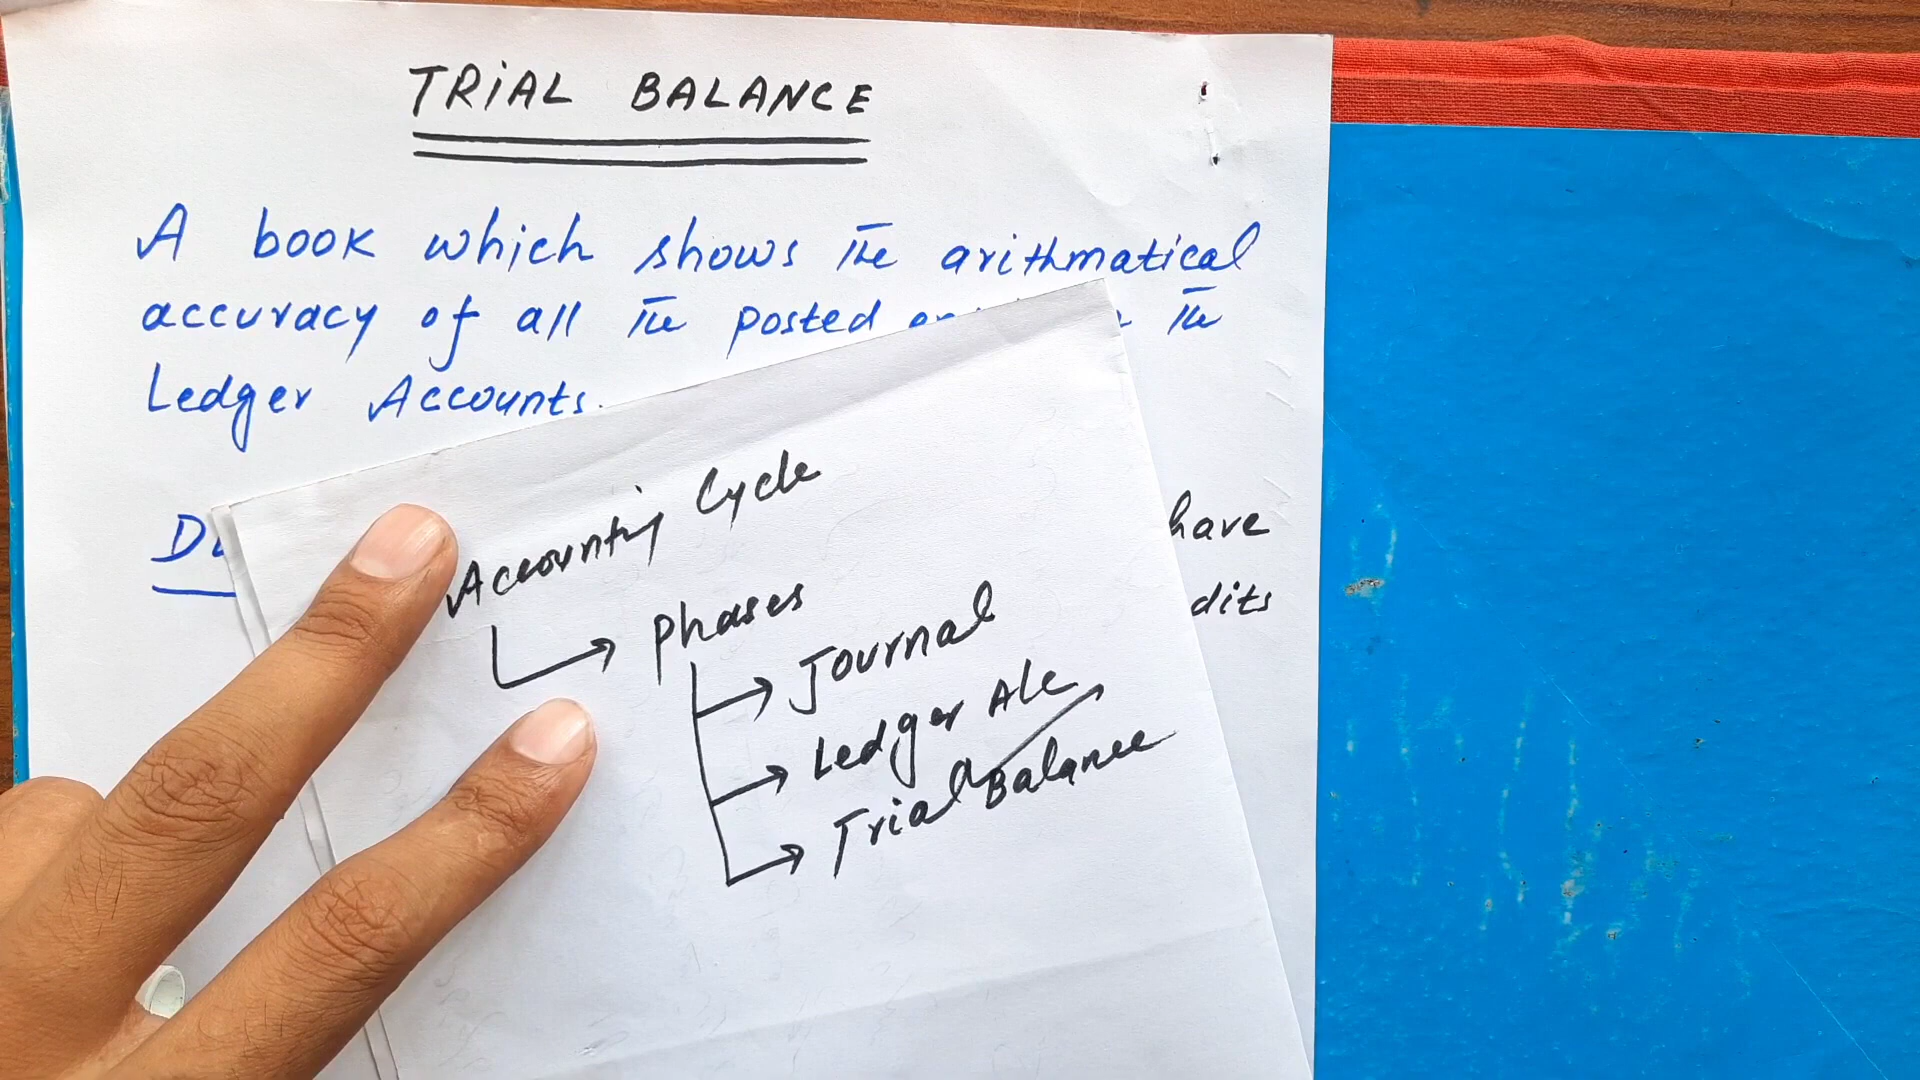 TRIAL BALANCE
A book which shows the arithmatical
accuracy of all the posted the
Ledger Accounts.
have
dits
Accounting Cycle
Phases
Journal
Ledger A/c
Trial Balance